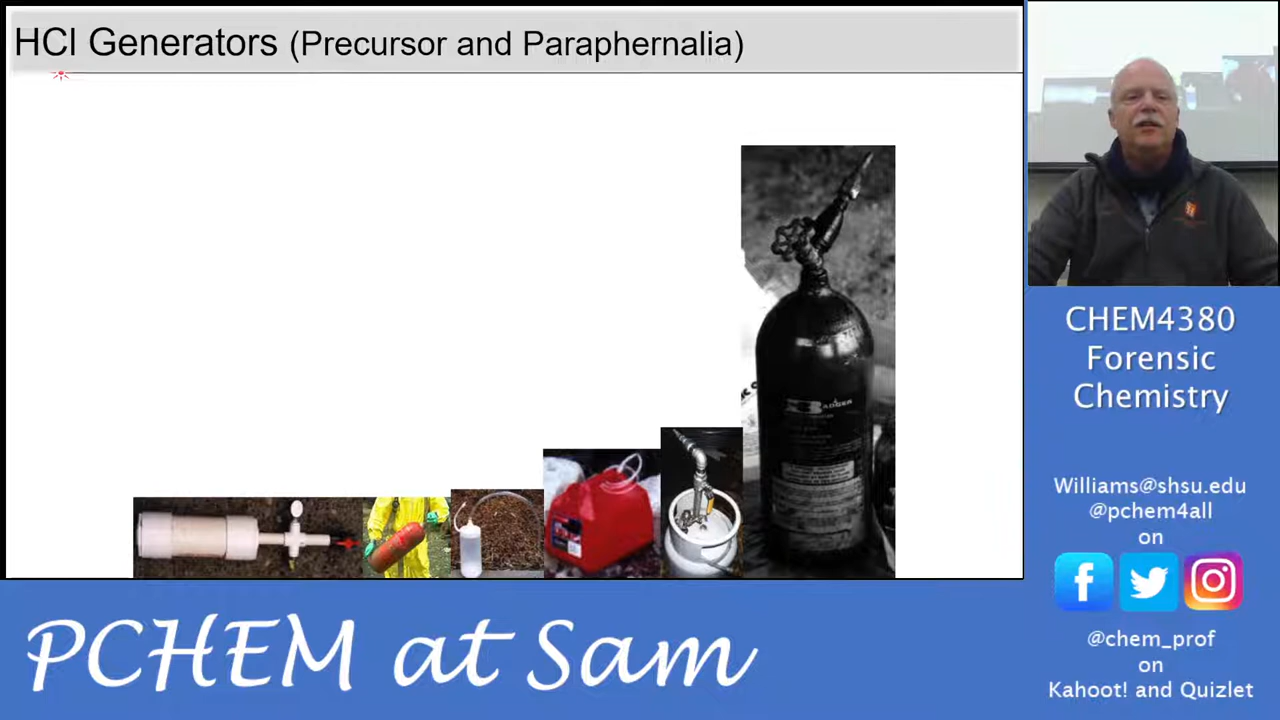 HCl Generators (Precursor and Paraphernalia)
BADGER
CHEM4380
Forensic
Chemistry
Williams@shsu.edu
@pchem4all
on
@chem_prof
on
Kahoot! and Quizlet
PCHEM at Sam